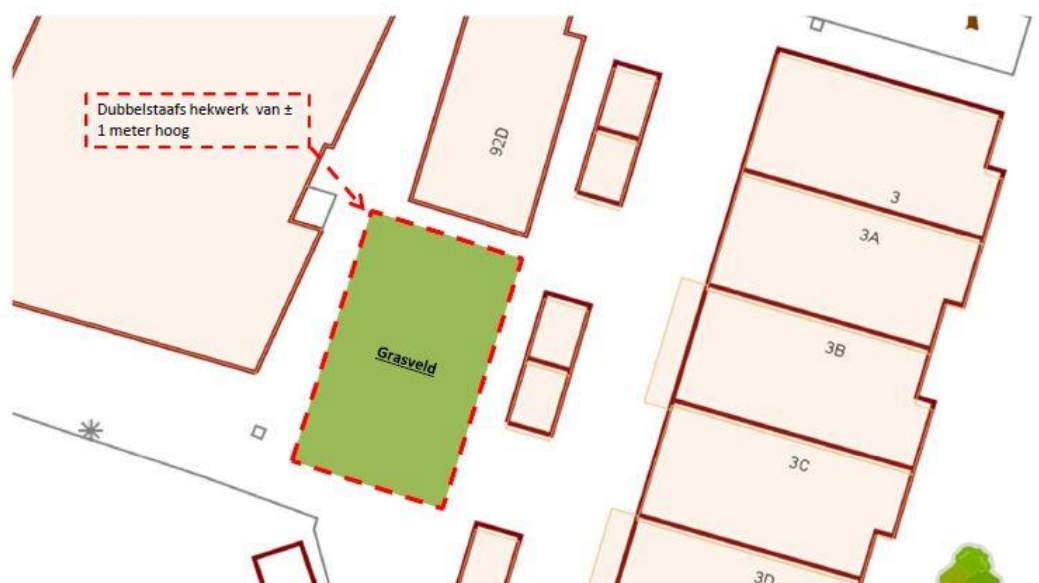 Dubbelstaafs hekwerk van ±
1 meter hoog
92D
3
3A
3B
Grasveld
3C
3D